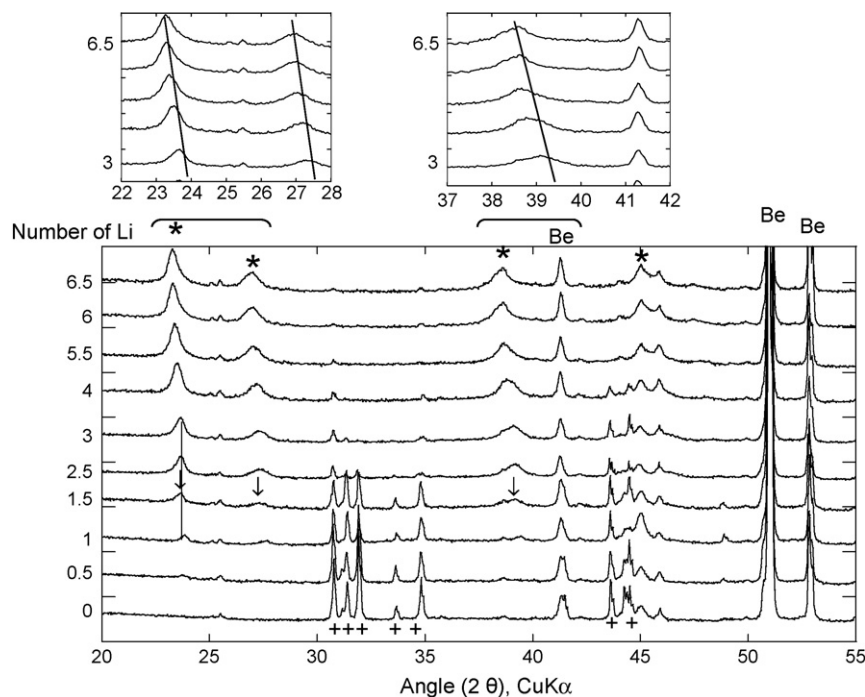 6.5
3
22 23 24 25 26 27 28
6.5
3
37 38 39 40 41 42
Number of Li
*
*
*
Be
*
Be
Be
6.5
6
5.5
4
3
2.5
1.5
1
0.5
0
+ + + + + + +
20 25 30 35 40 45 50 55
Angle (2 θ), CuKα